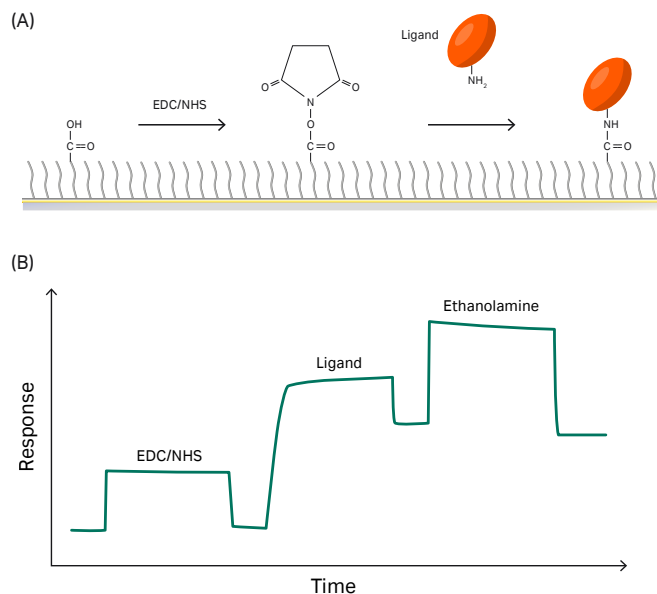 (A)
Ligand
NH2
O
O
N
O
C=O
EDC/NHS
OH
C=O
NH
C=O
(B)
Response
EDC/NHS
Ligand
Ethanolamine
Time